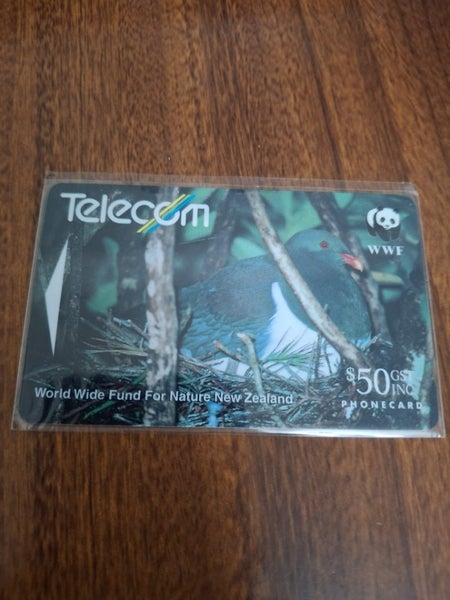 Telecom
WWF
$50 GST INC
PHONECARD
World Wide Fund For Nature New Zealand